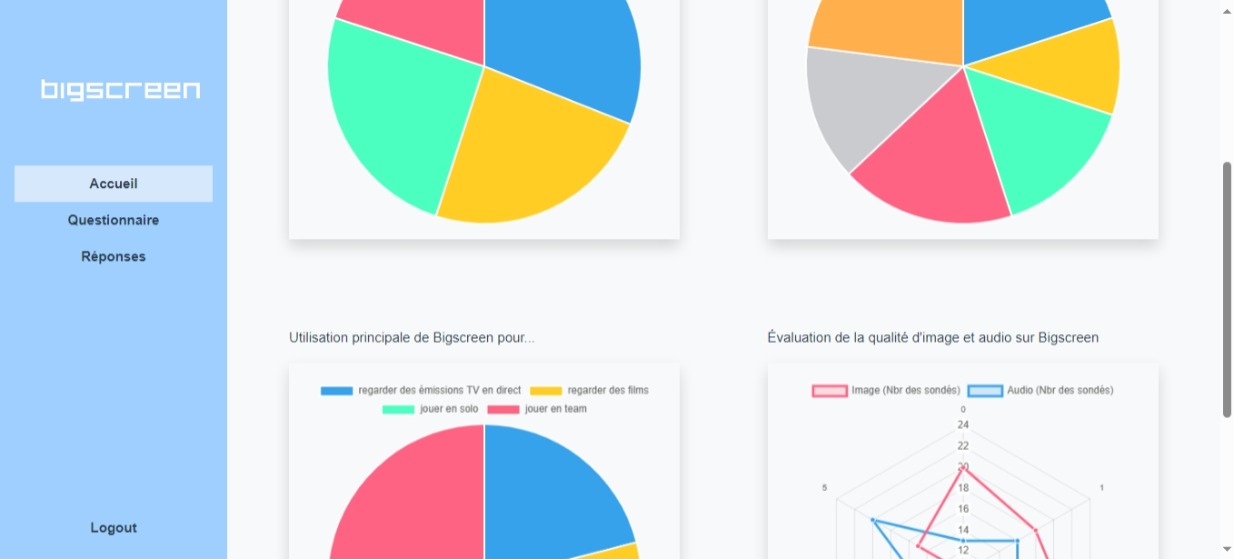 bigscreen
Accueil
Questionnaire
Réponses
Logout
Utilisation principale de Bigscreen pour...
regarder des émissions TV en direct regarder des films
jouer en solo jouer en team
Évaluation de la qualité d'image et audio sur Bigscreen
Image (Nbr des sondés) Audio (Nbr des sondés)
0
24
22
20
18
5 1
16
14
12